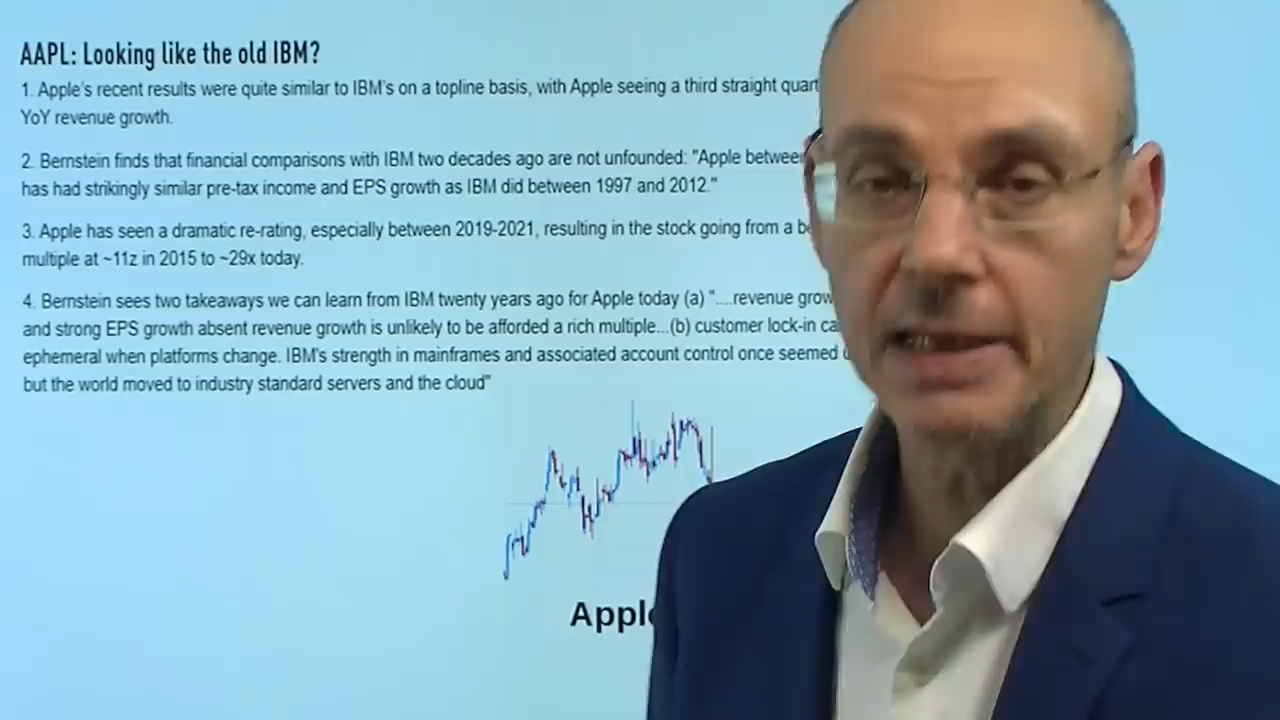 AAPL: Looking like the old IBM?
1. Apple's recent results were quite similar to IBM's on a topline basis, with Apple seeing a third straight quart
YoY revenue growth.
2. Bernstein finds that financial comparisons with IBM two decades ago are not unfounded: "Apple between
has had strikingly similar pre-tax income and EPS growth as IBM did between 1997 and 2012."
3. Apple has seen a dramatic re-rating, especially between 2019-2021, resulting in the stock going from a be
multiple at ~11z in 2015 to ~29x today.
4. Bernstein sees two takeaways we can learn from IBM twenty years ago for Apple today (a) "....revenue grow
and strong EPS growth absent revenue growth is unlikely to be afforded a rich multiple...(b) customer lock-in ca
ephemeral when platforms change. IBM's strength in mainframes and associated account control once seemed
but the world moved to industry standard servers and the cloud"
Apple